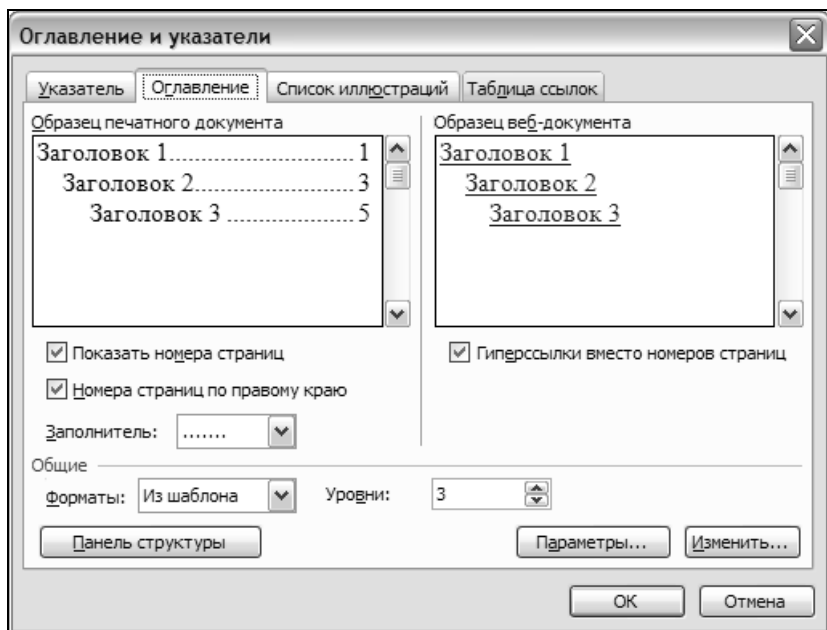 Оглавление и указатели
Указатель Оглавление Список иллюстраций Таблица ссылок
Образец печатного документа
Заголовок 1.......................... 1
Заголовок 2...................... 3
Заголовок 3 .................. 5
Образец веб-документа
Заголовок 1
Заголовок 2
Заголовок 3
Показать номера страниц
Номера страниц по правому краю
Заполнитель: .......
Гиперссылки вместо номеров страниц
Общие
Форматы: Из шаблона Уровни: 3
Панель структуры Параметры... Изменить...
ОК Отмена